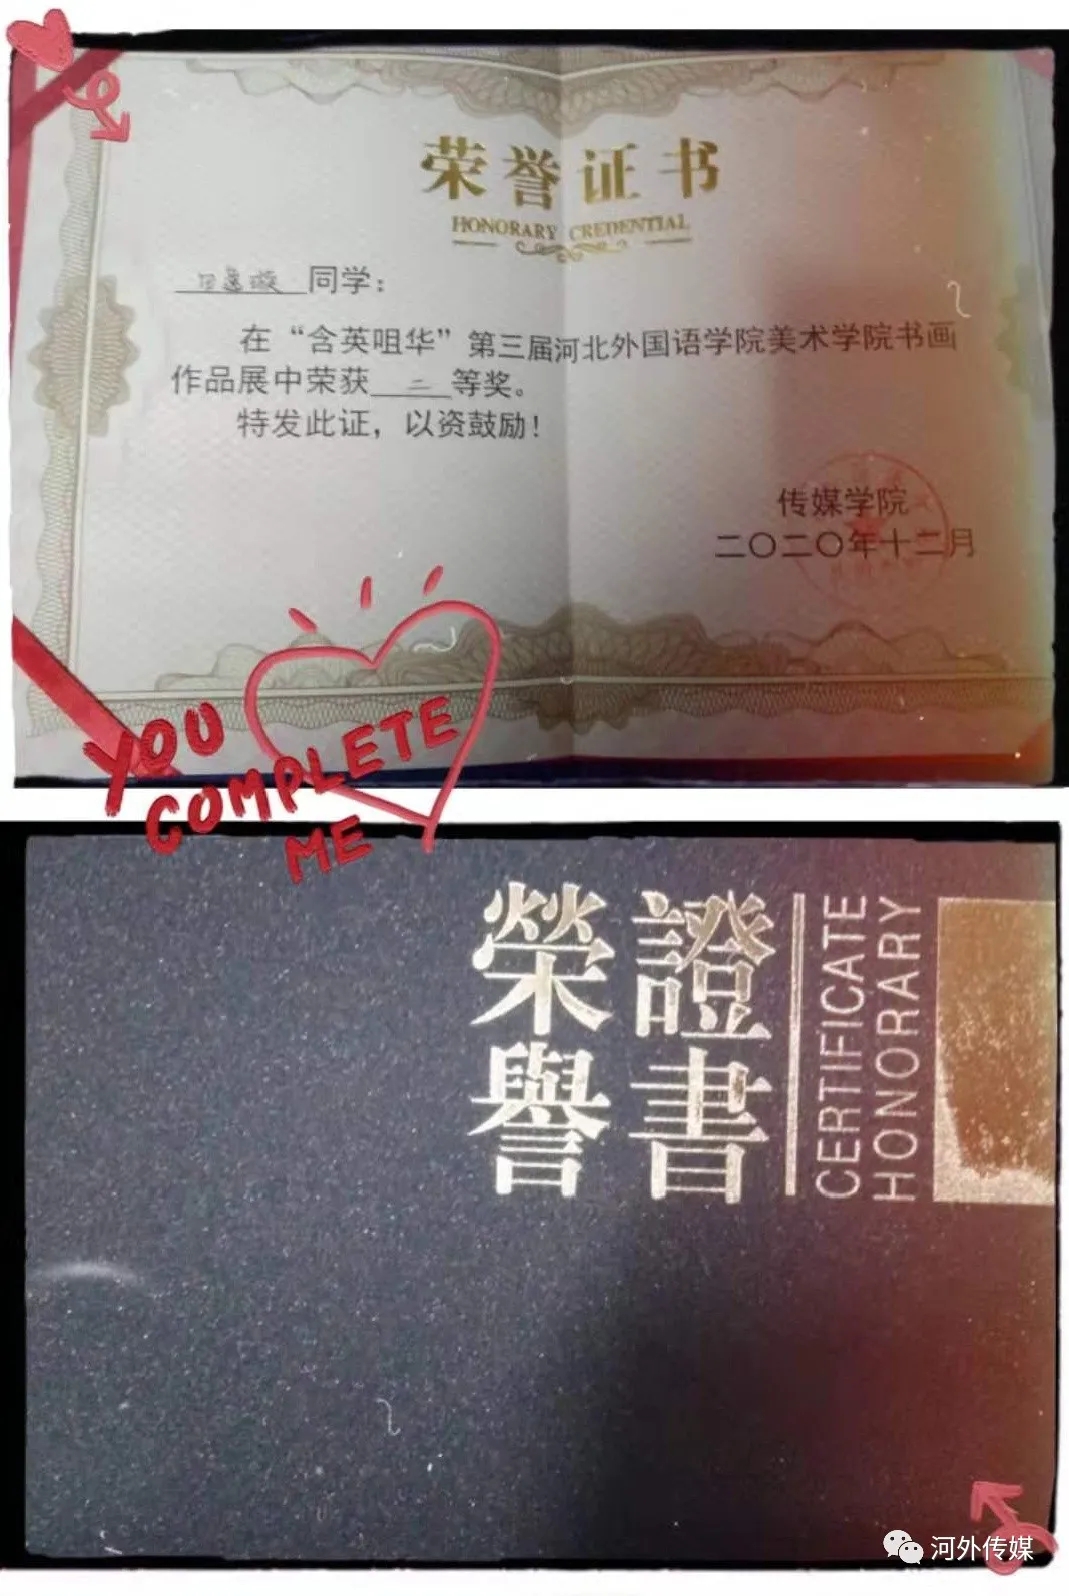 荣誉证书
HONORARY CREDENTIAL
同学：
在“含英咀华”第三届河北外国语学院美术学院书画
作品展中荣获二等奖。
特发此证，以资鼓励！
传媒学院
二〇二〇年十二月
YOU
COMPLETE
ME
榮譽
證書
CERTIFICATE
HONORARY
河外传媒